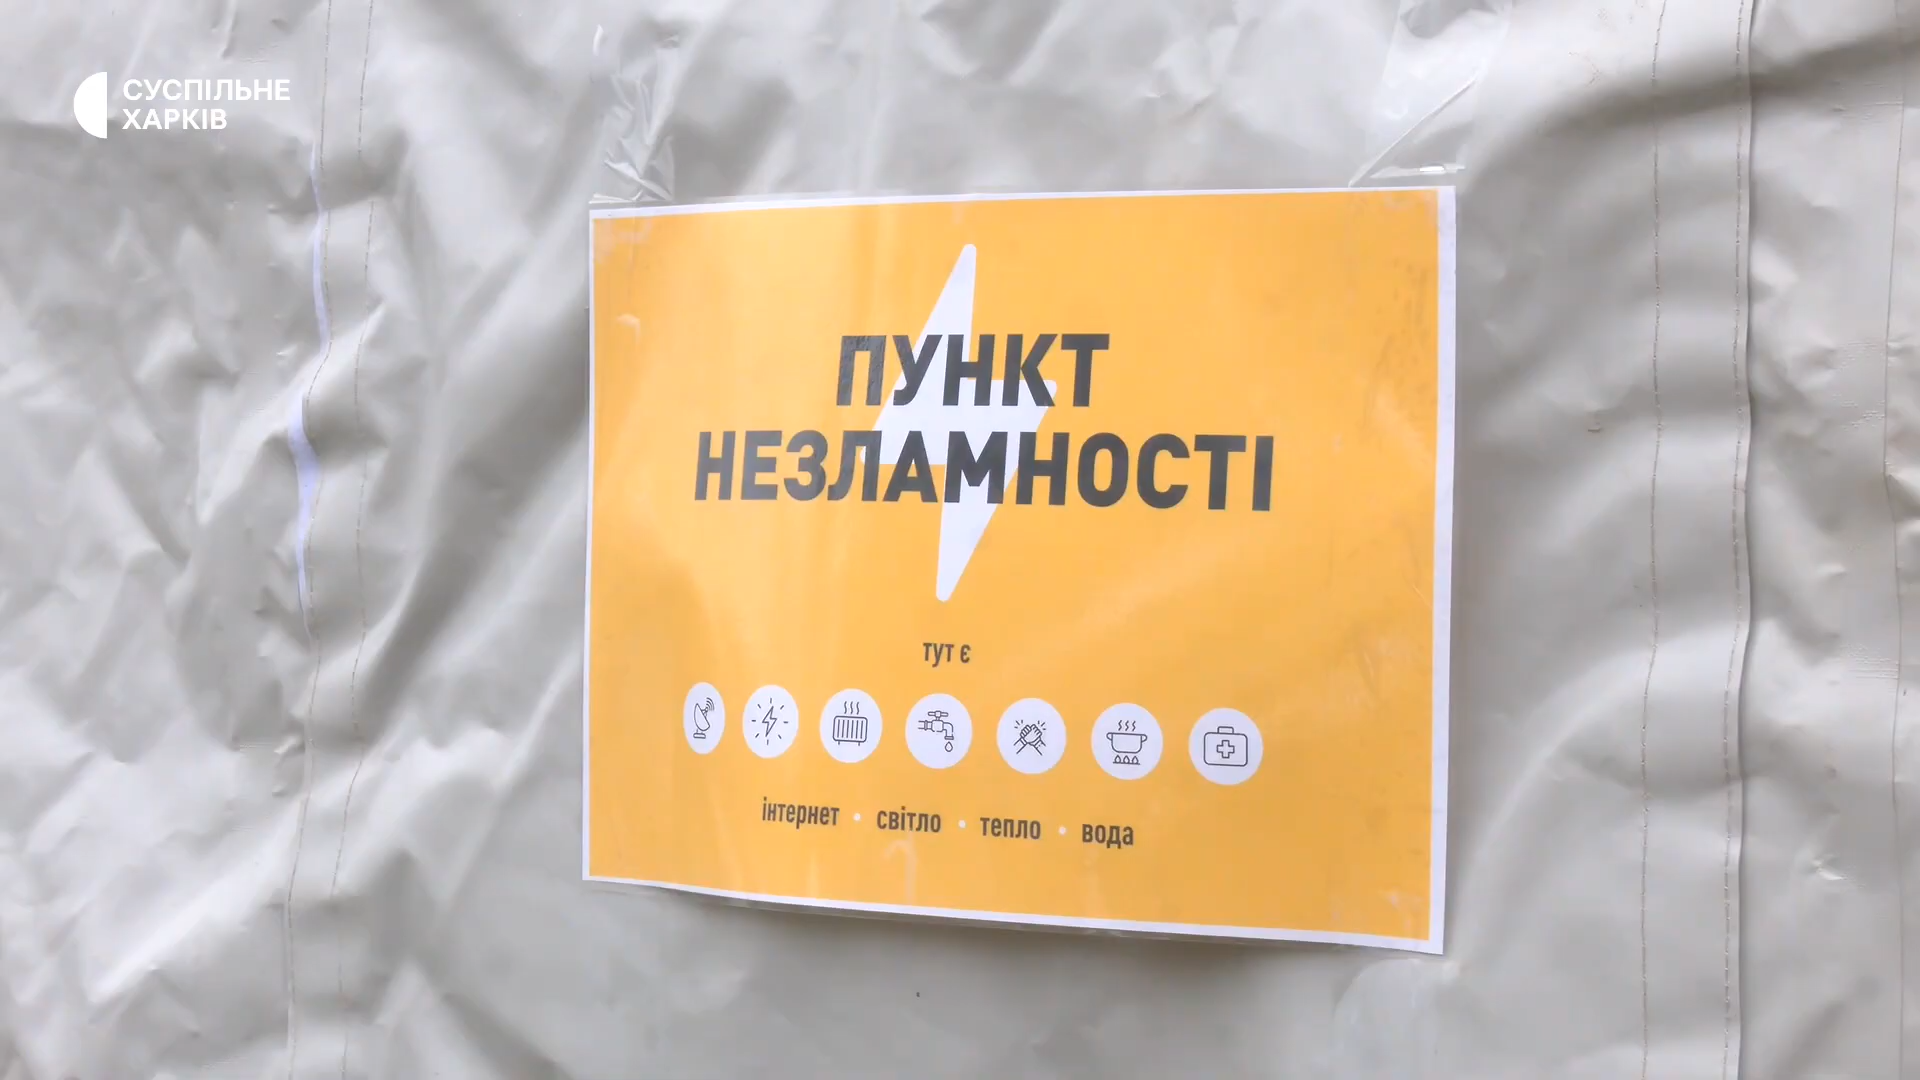 СУСПІЛЬНЕ
ХАРКІВ
ПУНКТ
НЕЗЛАМНОСТІ
тут є
інтернет • світло • тепло • вода